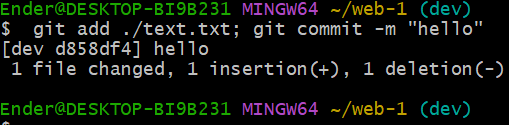 Ender@DESKTOP-BI9B231 MINGW64 ~/web-1 (dev)
$  git add ./text.txt; git commit -m "hello"
[dev d858df4] hello
 1 file changed, 1 insertion(+), 1 deletion(-)

Ender@DESKTOP-BI9B231 MINGW64 ~/web-1 (dev)
$